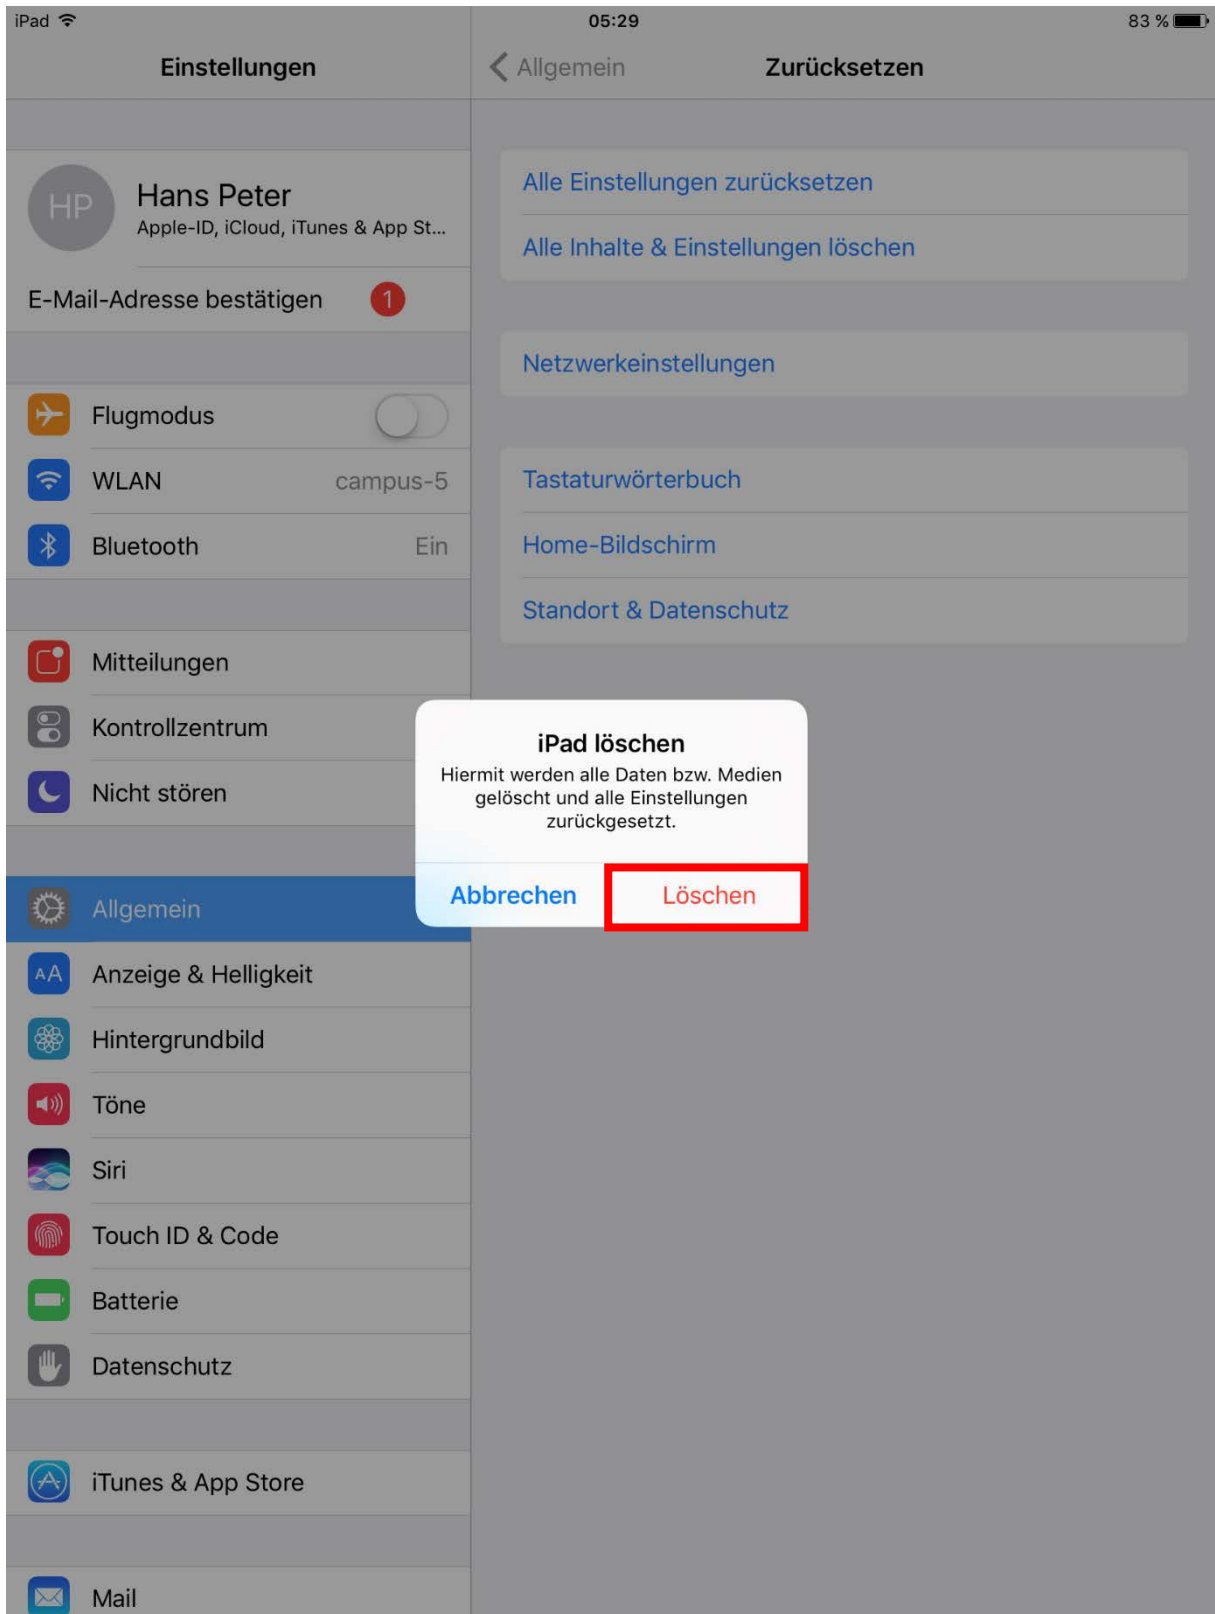 iPad
05:29
83 %
Einstellungen
Allgemein
Zurücksetzen
HP
Hans Peter
Apple-ID, iCloud, iTunes & App St...
E-Mail-Adresse bestätigen
1
Flugmodus
WLAN
campus-5
Bluetooth
Ein
Mitteilungen
Kontrollzentrum
Nicht stören
Allgemein
AA
Anzeige & Helligkeit
Hintergrundbild
Töne
Siri
Touch ID & Code
Batterie
Datenschutz
iTunes & App Store
Mail
Alle Einstellungen zurücksetzen
Alle Inhalte & Einstellungen löschen
Netzwerkeinstellungen
Tastaturwörterbuch
Home-Bildschirm
Standort & Datenschutz
iPad löschen
Hiermit werden alle Daten bzw. Medien
gelöscht und alle Einstellungen
zurückgesetzt.
Abbrechen
Löschen